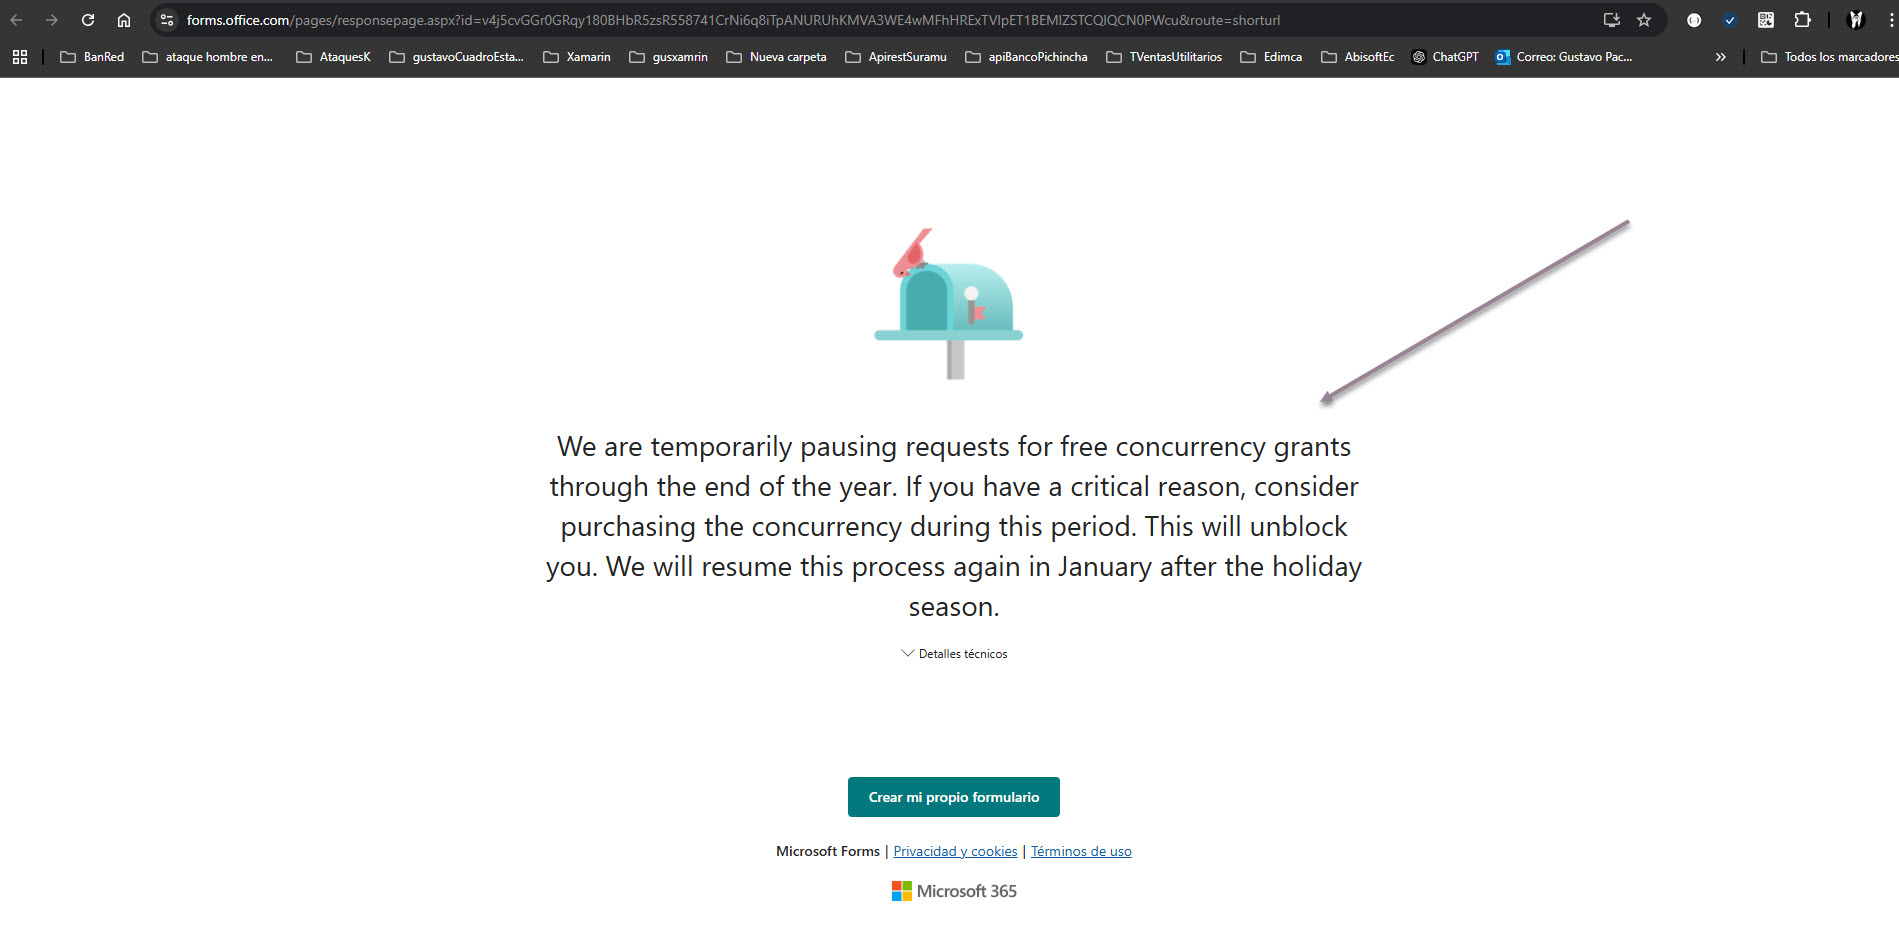 forms.office.com/pages/responsepage.aspx?id=v4j5cvGGr0GRqy180BHbR5zsR558741CrNi6q8iTpANURUhKMVA3WE4wMFhHRExTVlpET1BEMlZSTCQlQCN0PWcu&route=shorturl
BanRed ataque hombre en... AtaquesK gustavoCuadroEsta... Xamarin gusxamrin Nueva carpeta ApirestSuramu apiBancoPichincha TVentasUtilitarios Edimca AbisoftEc ChatGPT Correo: Gustavo Pac... » Todos los marcadores
We are temporarily pausing requests for free concurrency grants
through the end of the year. If you have a critical reason, consider
purchasing the concurrency during this period. This will unblock
you. We will resume this process again in January after the holiday
season.
Detalles técnicos
Crear mi propio formulario
Microsoft Forms | Privacidad y cookies | Términos de uso
Microsoft 365